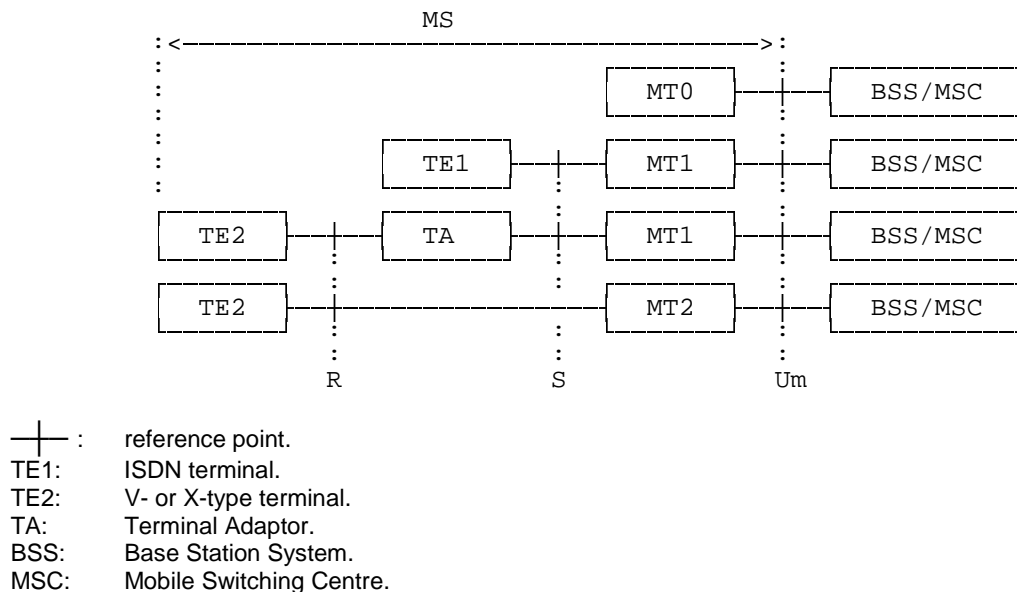 MS
MT0 BSS/MSC
TE1 MT1 BSS/MSC
TE2 TA MT1 BSS/MSC
TE2 MT2 BSS/MSC
R S Um
: reference point.
TE1: ISDN terminal.
TE2: V- or X-type terminal.
TA: Terminal Adaptor.
BSS: Base Station System.
MSC: Mobile Switching Centre.